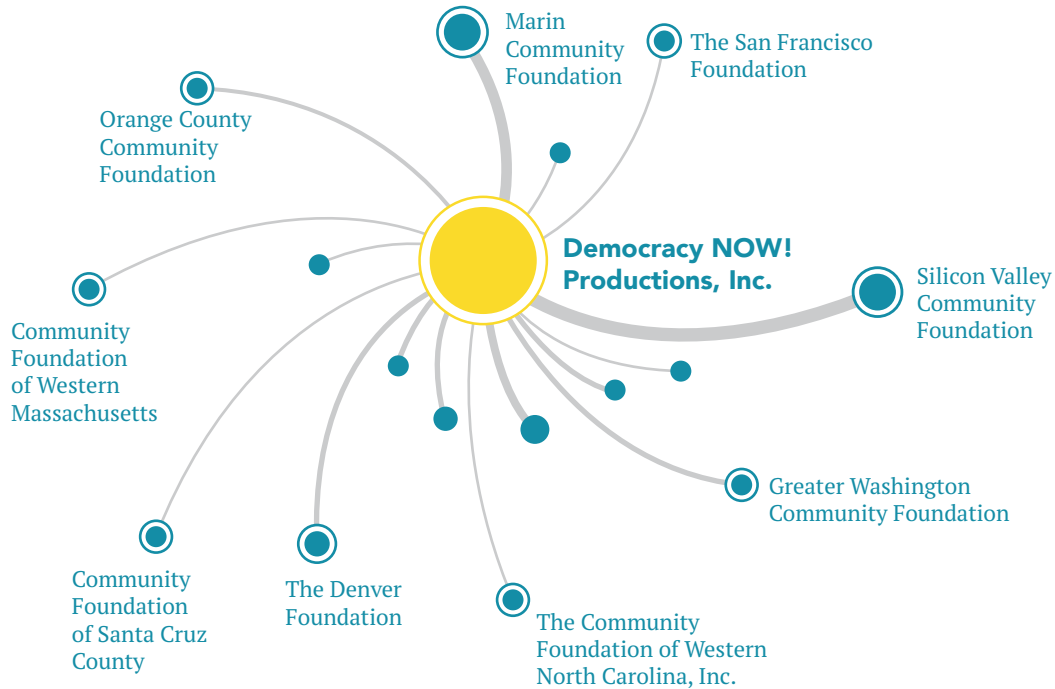 Marin
Community
Foundation
The San Francisco
Foundation
Orange County
Community
Foundation
Democracy NOW!
Productions, Inc.
Silicon Valley
Community
Foundation
Community
Foundation
of Western
Massachusetts
Greater Washington
Community Foundation
Community
Foundation
of Santa Cruz
County
The Denver
Foundation
The Community
Foundation of Western
North Carolina, Inc.